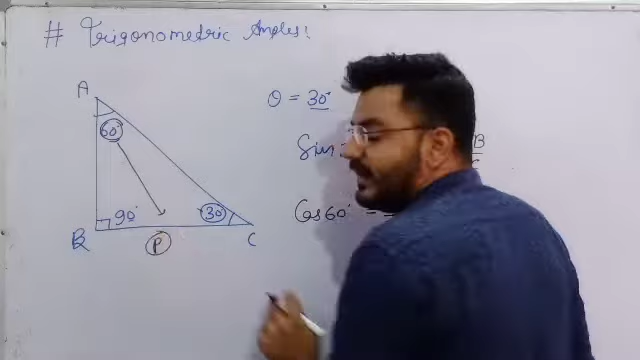 # Trigonometric Angles:
A
60°
θ = 30°
Sin
B
Cos 60° =
90°
30°
B
P
C